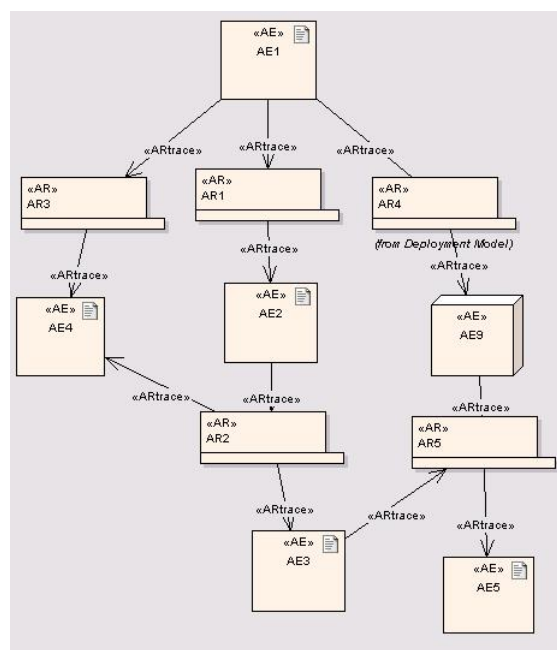 «AE»
AE1
«ARtrace»
«ARtrace»
«ARtrace»
«AR»
AR3
«AR»
AR1
«AR»
AR4
(from Deployment Model)
«ARtrace»
«ARtrace»
«ARtrace»
«AE»
AE4
«AE»
AE2
«AE»
AE9
«ARtrace»
«ARtrace»
«ARtrace»
«AR»
AR2
«AR»
AR5
«ARtrace»
«ARtrace»
«ARtrace»
«AE»
AE3
«AE»
AE5